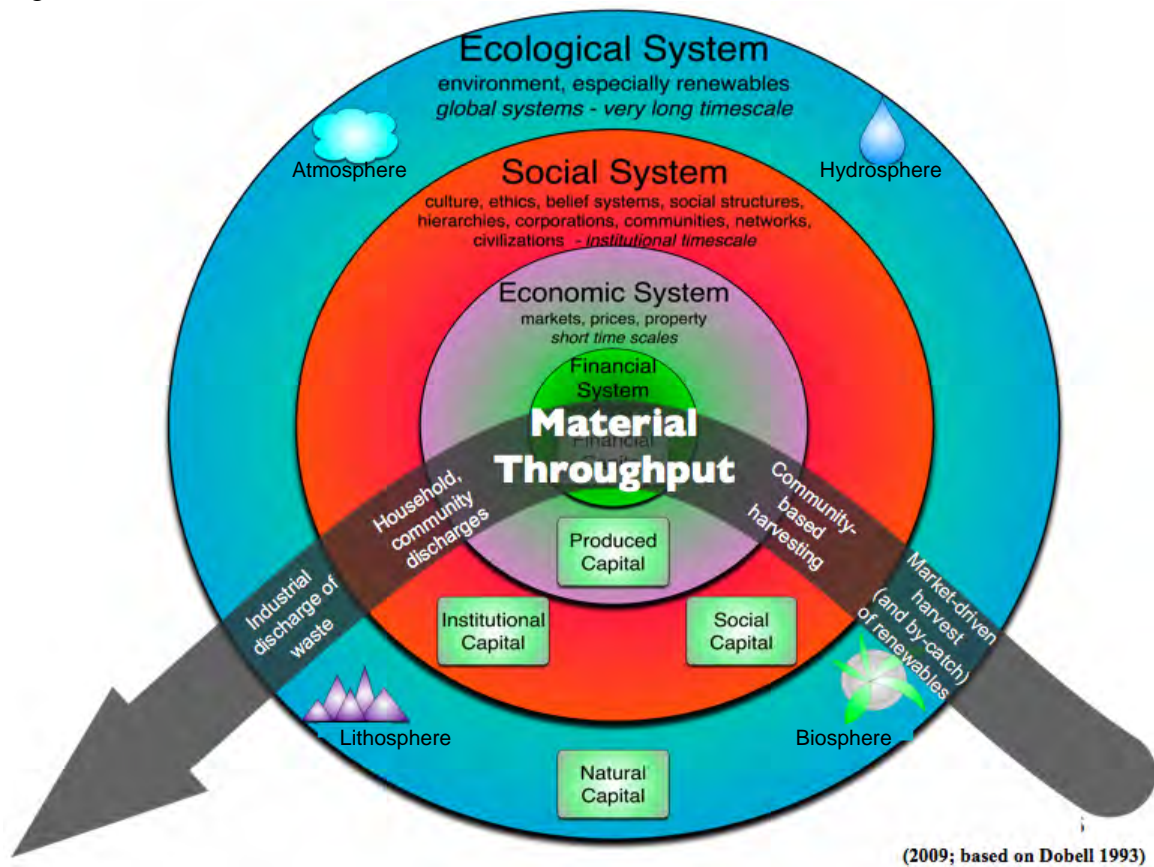 Ecological System
environment, especially renewables
global systems - very long timescale
Atmosphere
Hydrosphere
Social System
culture, ethics, belief systems, social structures,
hierarchies, corporations, communities, networks,
civilizations - institutional timescale
Economic System
markets, prices, property
short time scales
Financial
System
Financial
Capital
Material
Throughput
Household,
community
discharges
Community-
based
harvesting
Industrial
discharge of
waste
Market-driven
harvest
(and by-catch)
of renewables
Produced
Capital
Institutional
Capital
Social
Capital
Lithosphere
Biosphere
Natural
Capital
(2009; based on Dobell 1993)